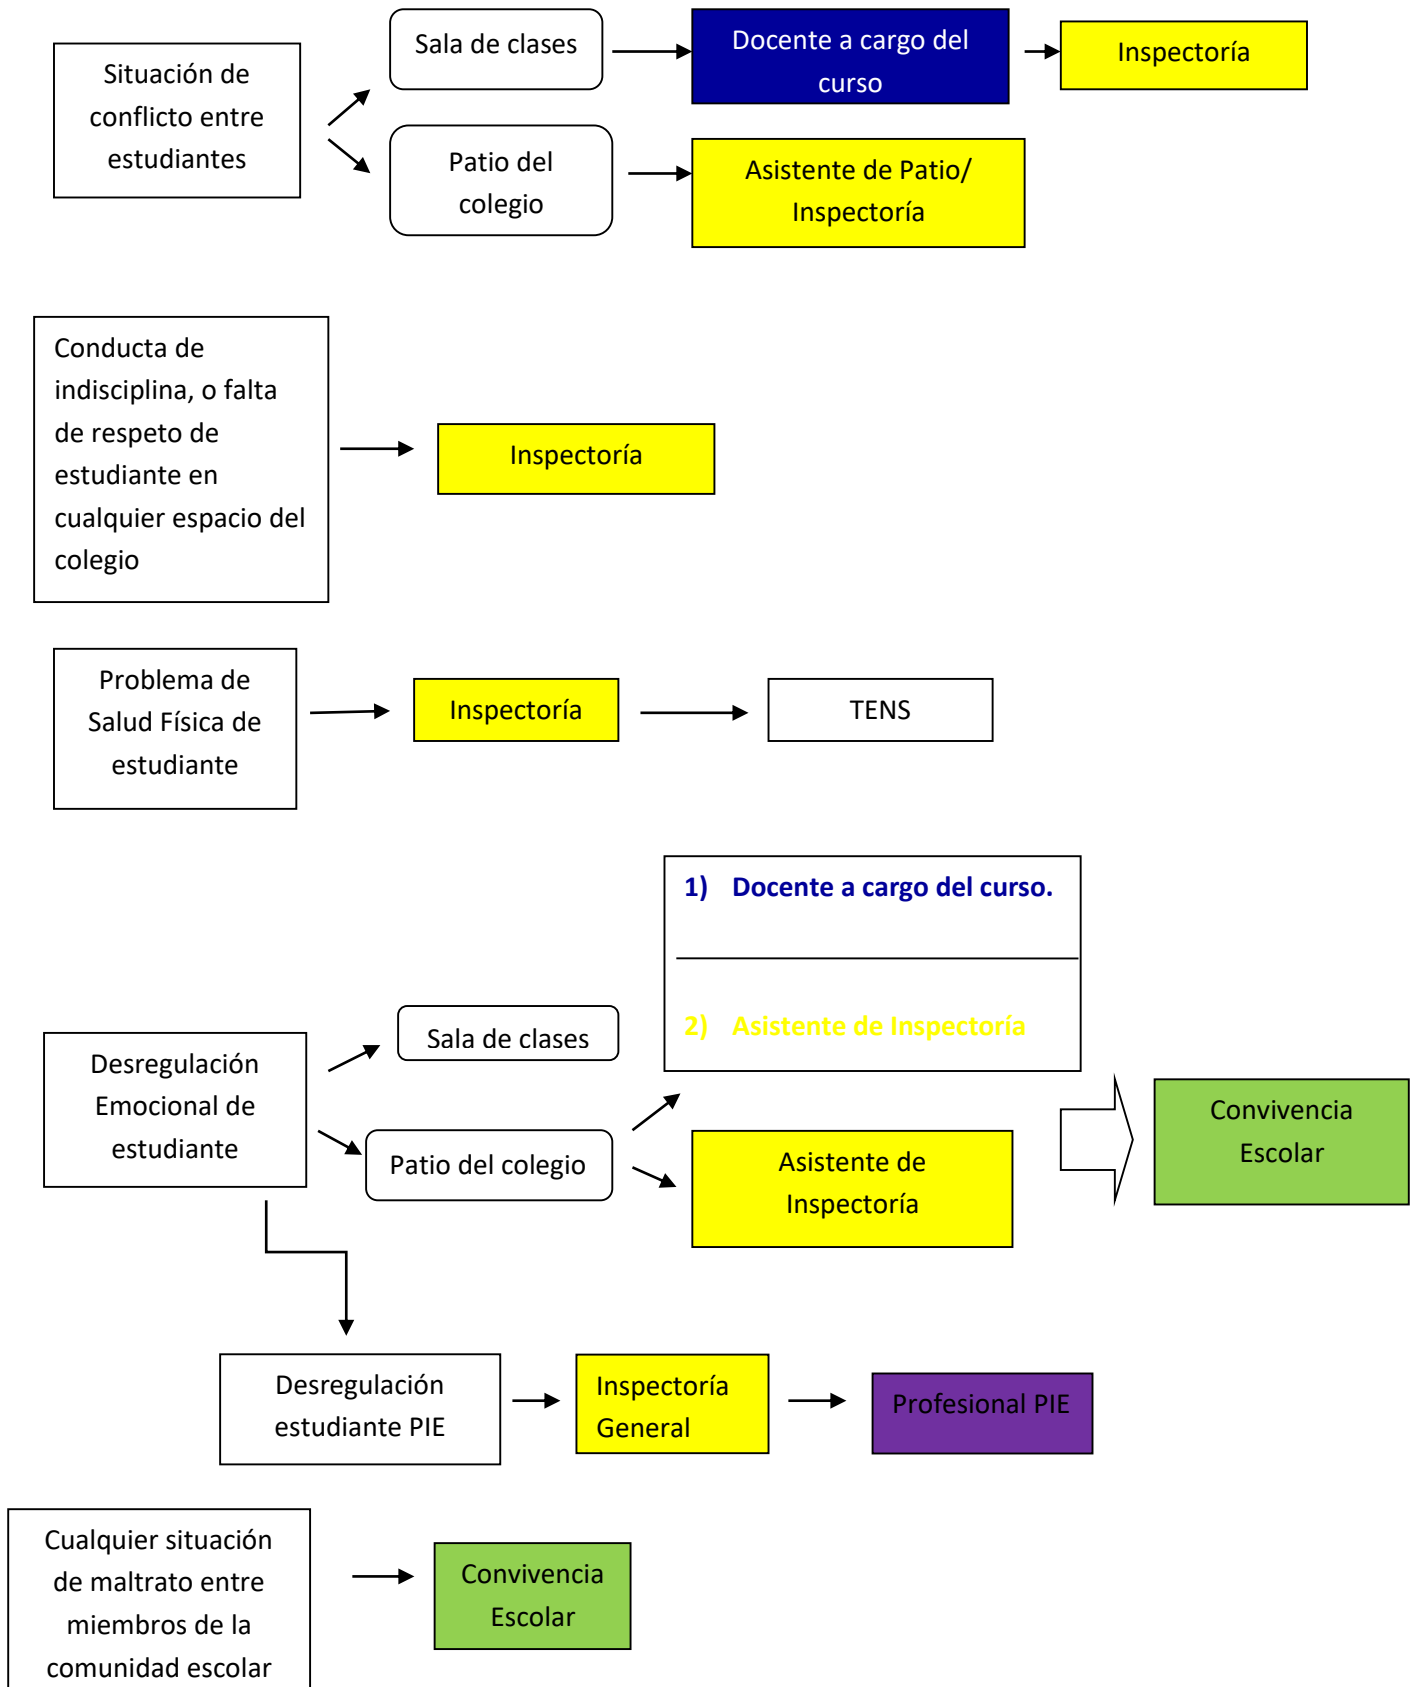 Situación de
conflicto entre
estudiantes
Sala de clases
Docente a cargo del
curso
Inspectoría
Patio del
colegio
Asistente de Patio/
Inspectoría
Conducta de
indisciplina, o falta
de respeto de
estudiante en
cualquier espacio del
colegio
Inspectoría
Problema de
Salud Física de
estudiante
Inspectoría
TENS
1) Docente a cargo del curso.
2) Asistente de Inspectoría
Desregulación
Emocional de
estudiante
Sala de clases
Patio del colegio
Asistente de
Inspectoría
Convivencia
Escolar
Desregulación
estudiante PIE
Inspectoría
General
Profesional PIE
Cualquier situación
de maltrato entre
miembros de la
comunidad escolar
Convivencia
Escolar